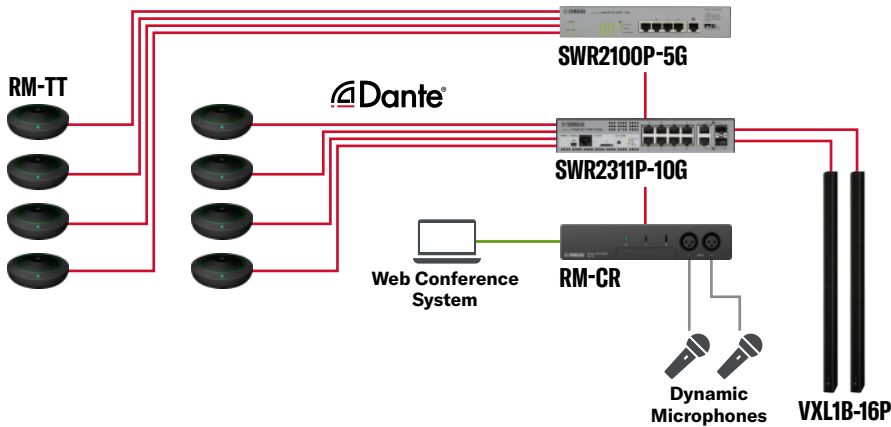 SWR2100P-5G
RM-TT
Dante®
SWR2311P-10G
Web Conference
System
RM-CR
Dynamic
Microphones
VXL1B-16P